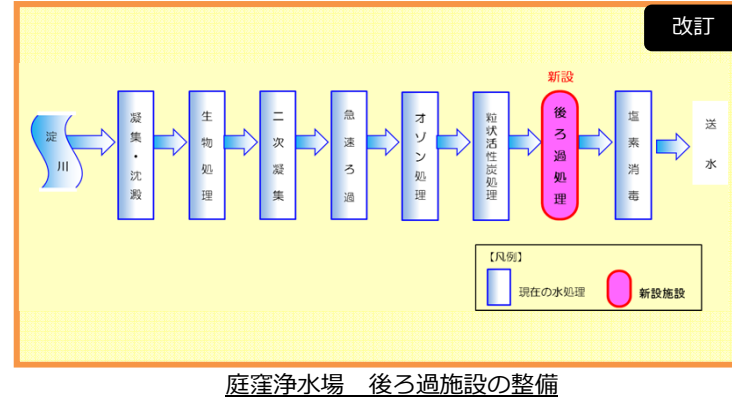 改訂
新設
淀川
凝集・沈澱
生物処理
二次凝集
急速ろ過
オゾン処理
粒状活性炭処理
後ろ過処理
塩素消毒
送水
【凡例】
現在の水処理
新設施設
庭窪浄水場　後ろ過施設の整備